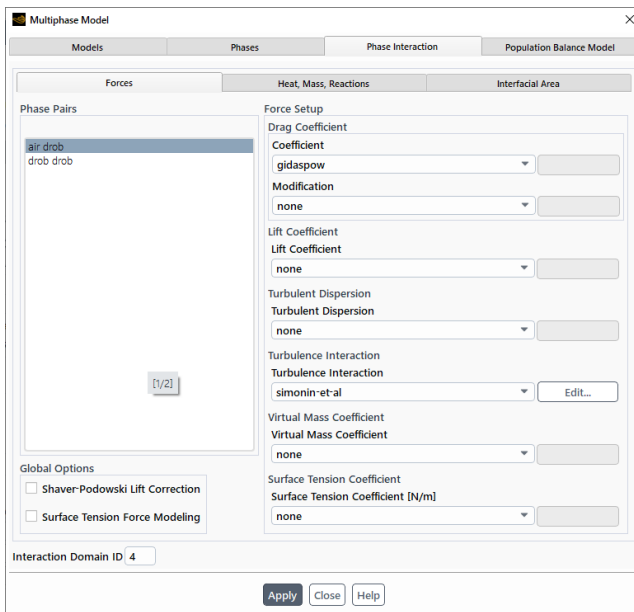 Multiphase Model
Models
Phases
Phase Interaction
Population Balance Model
Forces
Heat, Mass, Reactions
Interfacial Area
Phase Pairs
air drob
drob drob
[1/2]
Global Options
Shaver-Podowski Lift Correction
Surface Tension Force Modeling
Force Setup
Drag Coefficient
Coefficient
gidaspow
Modification
none
Lift Coefficient
Lift Coefficient
none
Turbulent Dispersion
Turbulent Dispersion
none
Turbulence Interaction
Turbulence Interaction
simonin-et-al
Edit...
Virtual Mass Coefficient
Virtual Mass Coefficient
none
Surface Tension Coefficient
Surface Tension Coefficient [N/m]
none
Interaction Domain ID 4
Apply Close Help